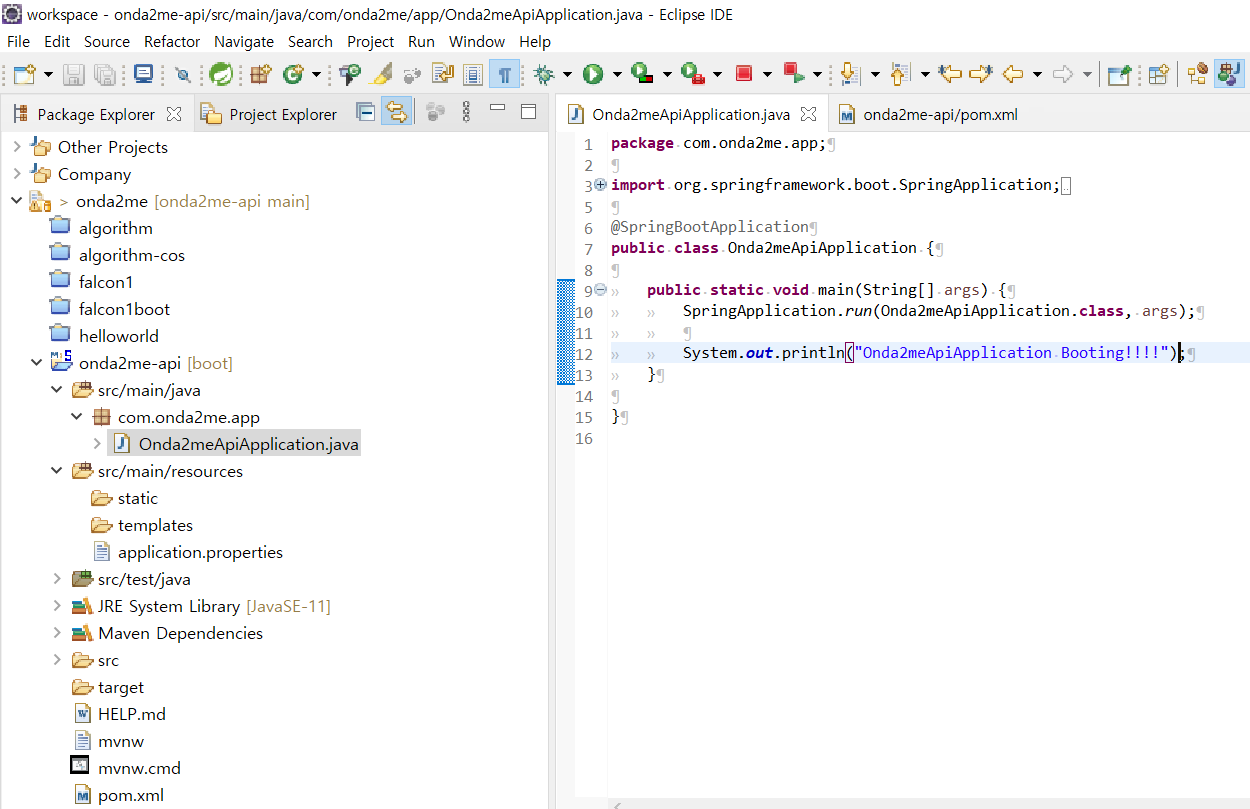 workspace - onda2me-api/src/main/java/com/onda2me/app/Onda2meApiApplication.java - Eclipse IDE
File Edit Source Refactor Navigate Search Project Run Window Help
Package Explorer Project Explorer
Other Projects
Company
> onda2me [onda2me-api main]
algorithm
algorithm-cos
falcon1
falcon1boot
helloworld
onda2me-api [boot]
src/main/java
com.onda2me.app
Onda2meApiApplication.java
src/main/resources
static
templates
application.properties
src/test/java
JRE System Library [JavaSE-11]
Maven Dependencies
src
target
HELP.md
mvnw
mvnw.cmd
pom.xml
Onda2meApiApplication.java onda2me-api/pom.xml
1 package com.onda2me.app;¶
2 ¶
3 import org.springframework.boot.SpringApplication;
5 ¶
6 @SpringBootApplication¶
7 public class Onda2meApiApplication {¶
8 ¶
9 » public static void main(String[] args) {¶
10 » » SpringApplication.run(Onda2meApiApplication.class, args);¶
11 » » ¶
12 » » System.out.println("Onda2meApiApplication Booting!!!!");¶
13 » }¶
14 ¶
15 }¶
16